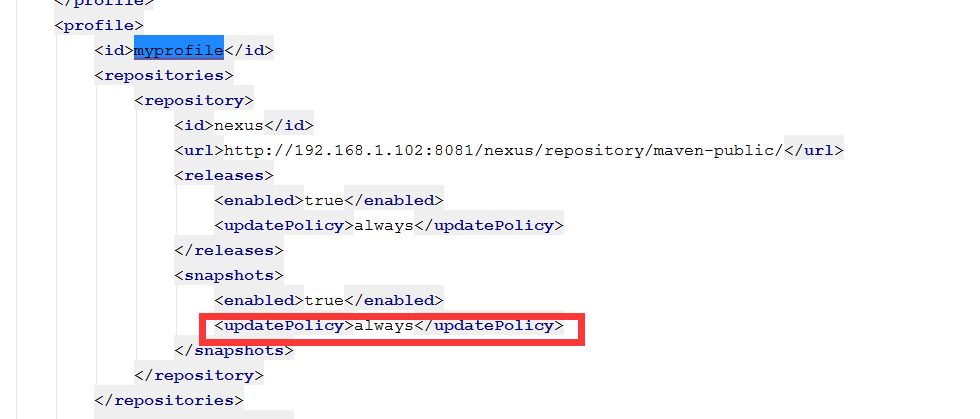 </profile>
<profile>
<id>myprofile</id>
<repositories>
<repository>
<id>nexus</id>
<url>http://192.168.1.102:8081/nexus/repository/maven-public/</url>
<releases>
<enabled>true</enabled>
<updatePolicy>always</updatePolicy>
</releases>
<snapshots>
<enabled>true</enabled>
<updatePolicy>always</updatePolicy>
</snapshots>
</repository>
</repositories>